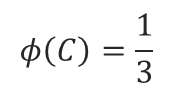 ϕ(C) = 1/3